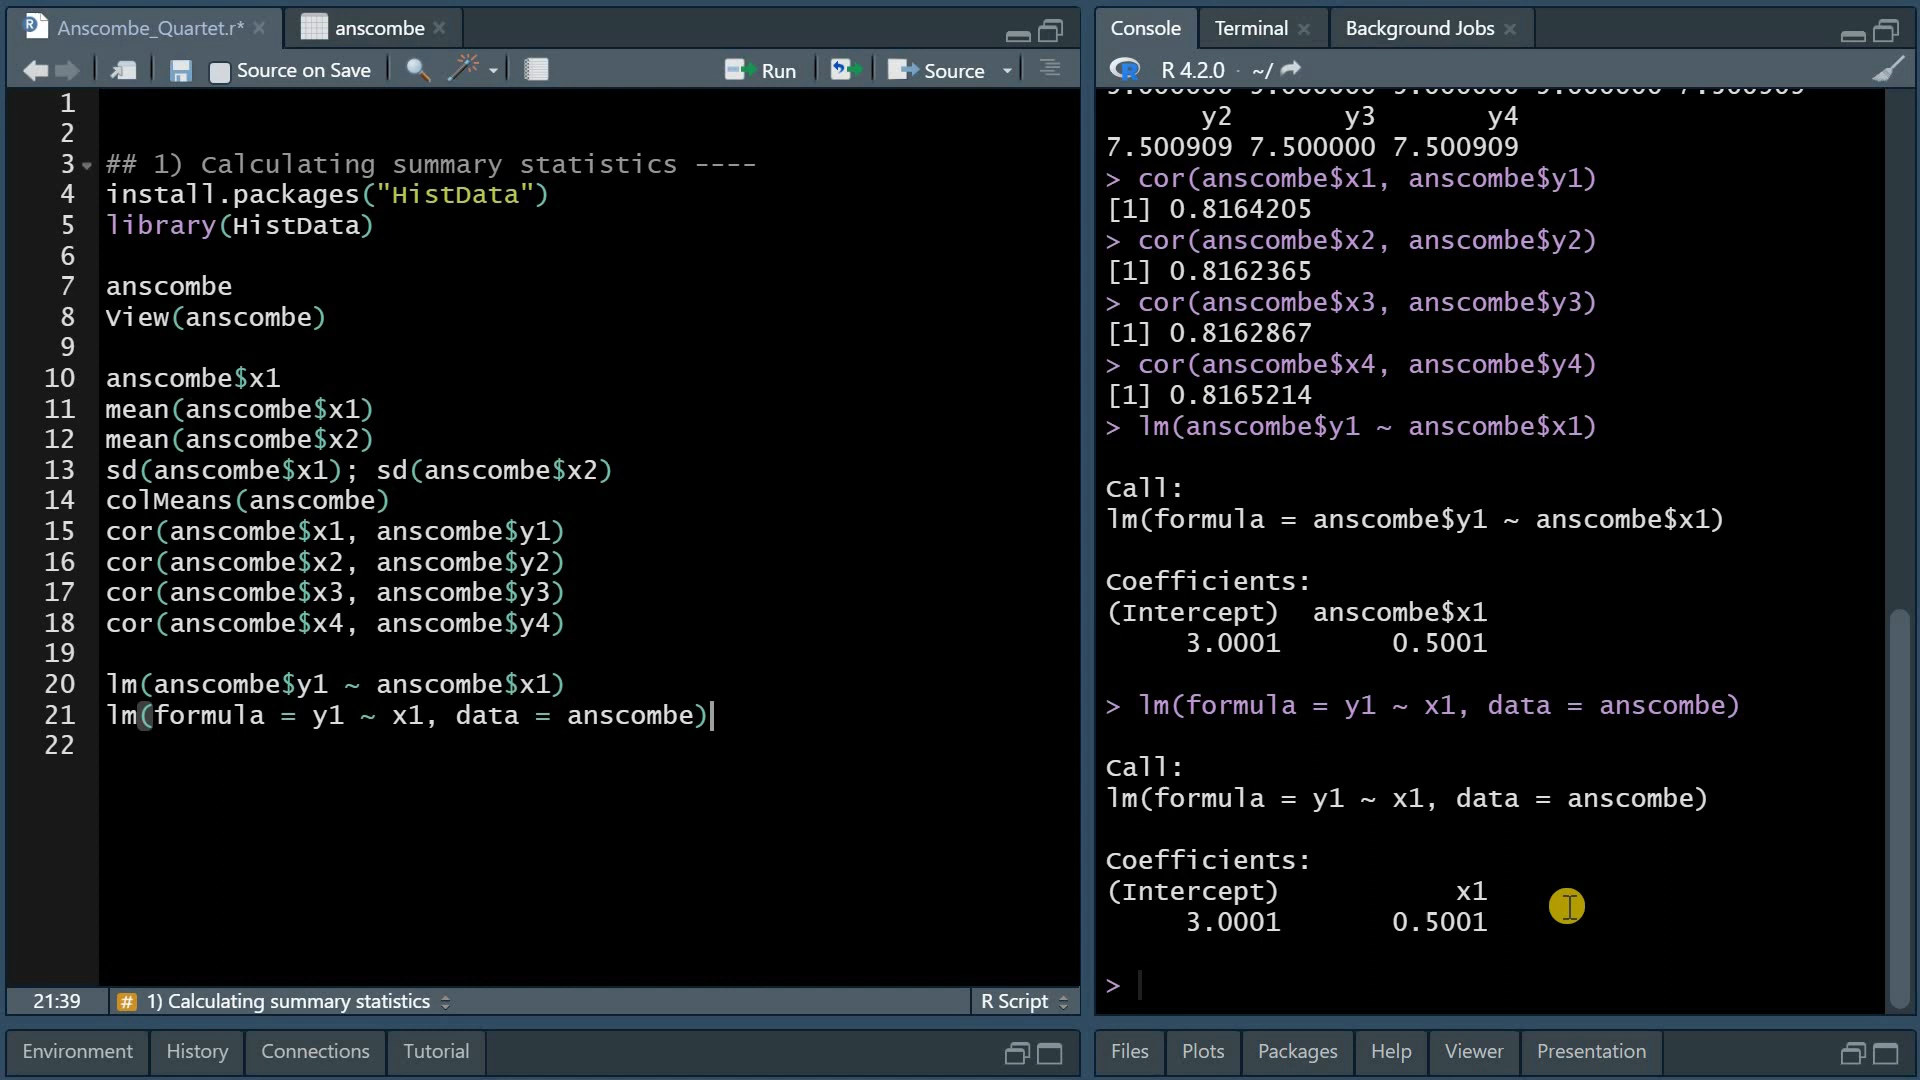 Anscombe_Quartet.r*
anscombe
Source on Save
Run
Source
1
2
3 ## 1) Calculating summary statistics ----
4 install.packages("HistData")
5 library(HistData)
6
7 anscombe
8 View(anscombe)
9
10 anscombe$x1
11 mean(anscombe$x1)
12 mean(anscombe$x2)
13 sd(anscombe$x1); sd(anscombe$x2)
14 colMeans(anscombe)
15 cor(anscombe$x1, anscombe$y1)
16 cor(anscombe$x2, anscombe$y2)
17 cor(anscombe$x3, anscombe$y3)
18 cor(anscombe$x4, anscombe$y4)
19
20 lm(anscombe$y1 ~ anscombe$x1)
21 lm(formula = y1 ~ x1, data = anscombe)
22
21:39 # 1) Calculating summary statistics R Script
Environment History Connections Tutorial
Console Terminal Background Jobs
R R 4.2.0 · ~/
9.000000 9.000000 9.000000 9.000000 7.500909
y2 y3 y4
7.500909 7.500000 7.500909
> cor(anscombe$x1, anscombe$y1)
[1] 0.8164205
> cor(anscombe$x2, anscombe$y2)
[1] 0.8162365
> cor(anscombe$x3, anscombe$y3)
[1] 0.8162867
> cor(anscombe$x4, anscombe$y4)
[1] 0.8165214
> lm(anscombe$y1 ~ anscombe$x1)
Call:
lm(formula = anscombe$y1 ~ anscombe$x1)
Coefficients:
(Intercept) anscombe$x1
3.0001 0.5001
> lm(formula = y1 ~ x1, data = anscombe)
Call:
lm(formula = y1 ~ x1, data = anscombe)
Coefficients:
(Intercept) x1
3.0001 0.5001
>
Files Plots Packages Help Viewer Presentation